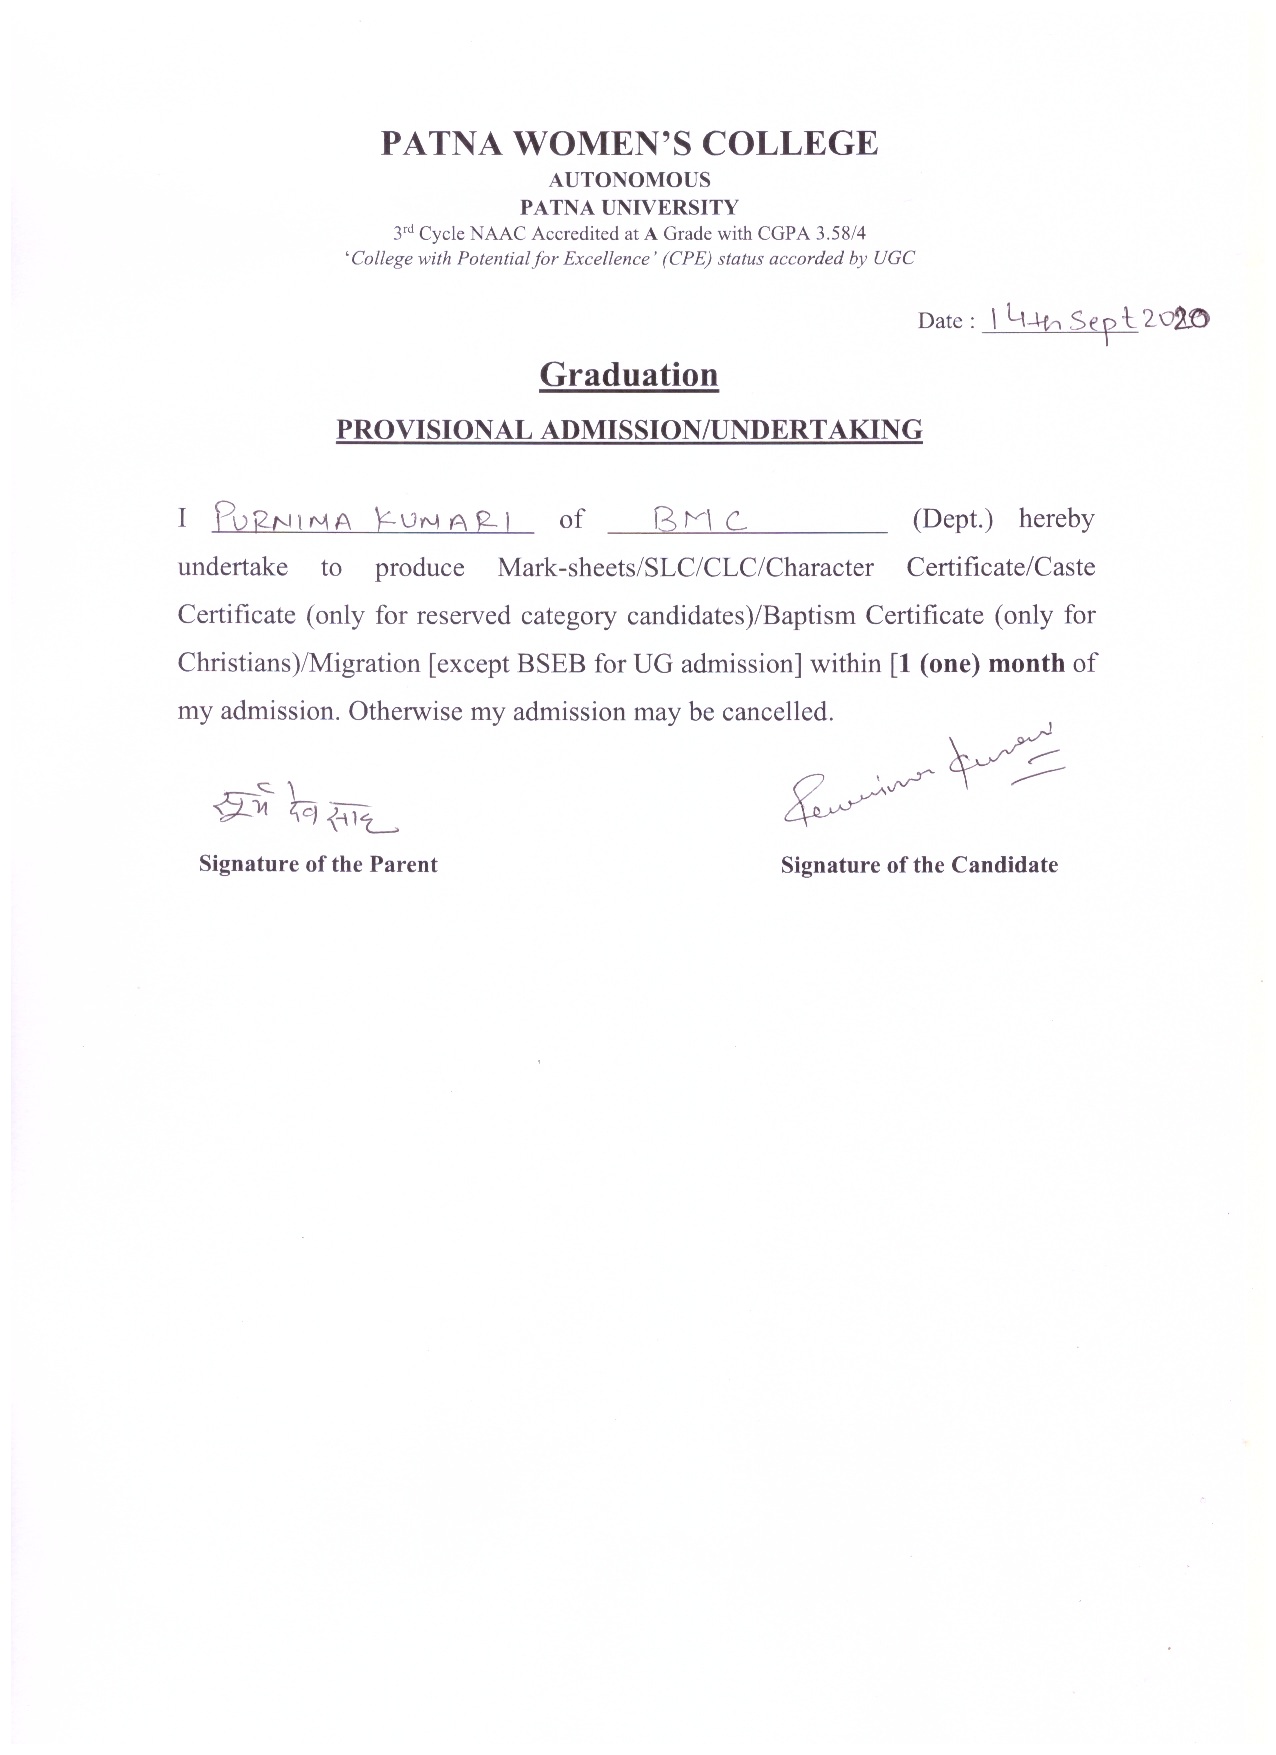 PATNA WOMEN'S COLLEGE
AUTONOMOUS
PATNA UNIVERSITY
3rd Cycle NAAC Accredited at A Grade with CGPA 3.58/4
'College with Potential for Excellence' (CPE) status accorded by UGC
Date : 14th Sept 2020
Graduation
PROVISIONAL ADMISSION/UNDERTAKING
I PURNIMA KUMARI of BMC (Dept.) hereby
undertake to produce Mark-sheets/SLC/CLC/Character Certificate/Caste
Certificate (only for reserved category candidates)/Baptism Certificate (only for
Christians)/Migration [except BSEB for UG admission] within [1 (one) month of
my admission. Otherwise my admission may be cancelled.
देव साह
Signature of the Parent
Signature of the Candidate